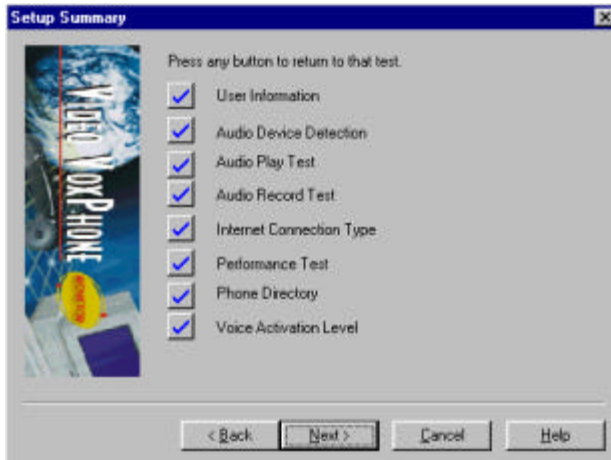 Setup Summary
Press any button to return to that test.
VIDEO VOXPHONE
User Information
Audio Device Detection
Audio Play Test
Audio Record Test
Internet Connection Type
Performance Test
Phone Directory
Voice Activation Level
< Back
Next >
Cancel
Help